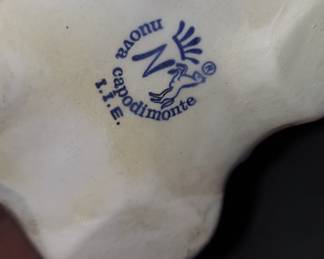 nuova
N
®
capodimonte
I.I.E.